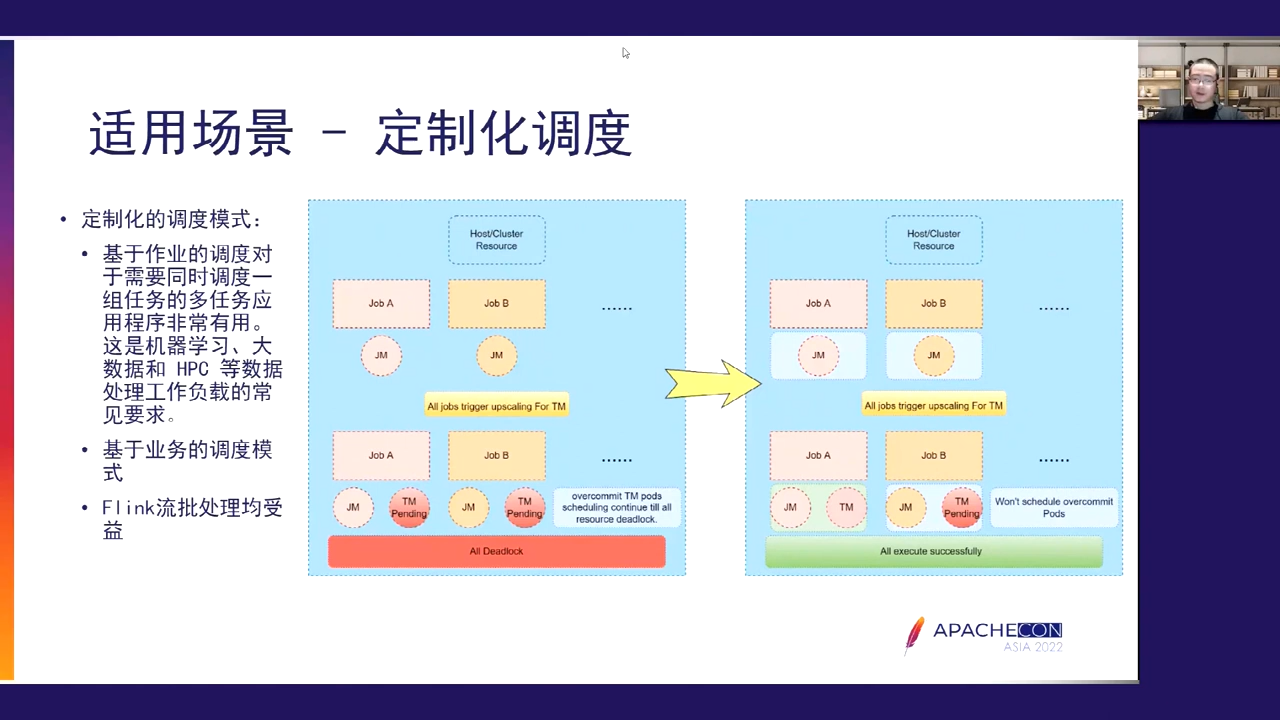 适用场景 - 定制化调度
• 定制化的调度模式：
• 基于作业的调度对
于需要同时调度一
组任务的多任务应
用程序非常有用。
这是机器学习、大
数据和 HPC 等数据
处理工作负载的常
见要求。
• 基于业务的调度模
式
• Flink流批处理均受
益
Host/Cluster
Resource
Job A
Job B
......
JM
JM
All jobs trigger upscaling For TM
Job A
Job B
......
JM
TM
Pending
JM
TM
Pending
overcommit TM pods
scheduling continue till all
resource deadlock.
All Deadlock
Host/Cluster
Resource
Job A
Job B
......
JM
JM
All jobs trigger upscaling For TM
Job A
Job B
......
JM
TM
JM
TM
Pending
Won't schedule overcommit
Pods
All execute successfully
APACHECON
ASIA 2022